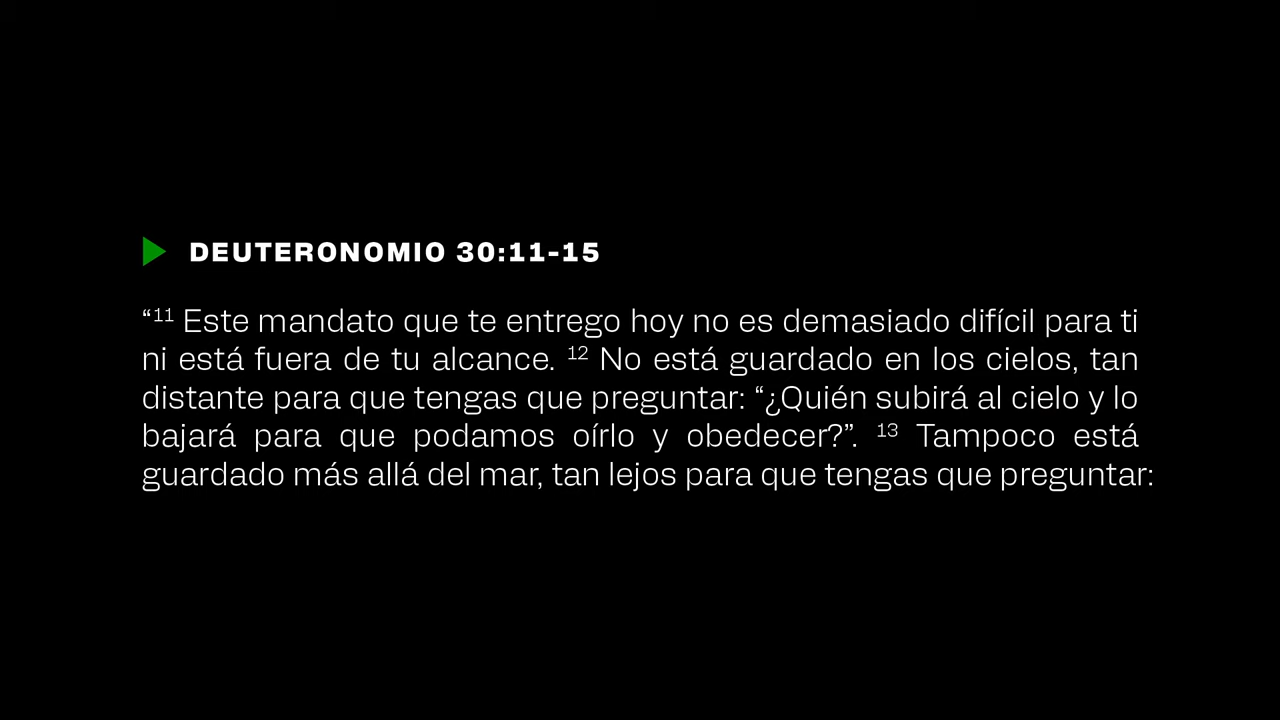 DEUTERONOMIO 30:11-15
“¹¹ Este mandato que te entrego hoy no es demasiado difícil para ti
ni está fuera de tu alcance. ¹² No está guardado en los cielos, tan
distante para que tengas que preguntar: “¿Quién subirá al cielo y lo
bajará para que podamos oírlo y obedecer?”. ¹³ Tampoco está
guardado más allá del mar, tan lejos para que tengas que preguntar: